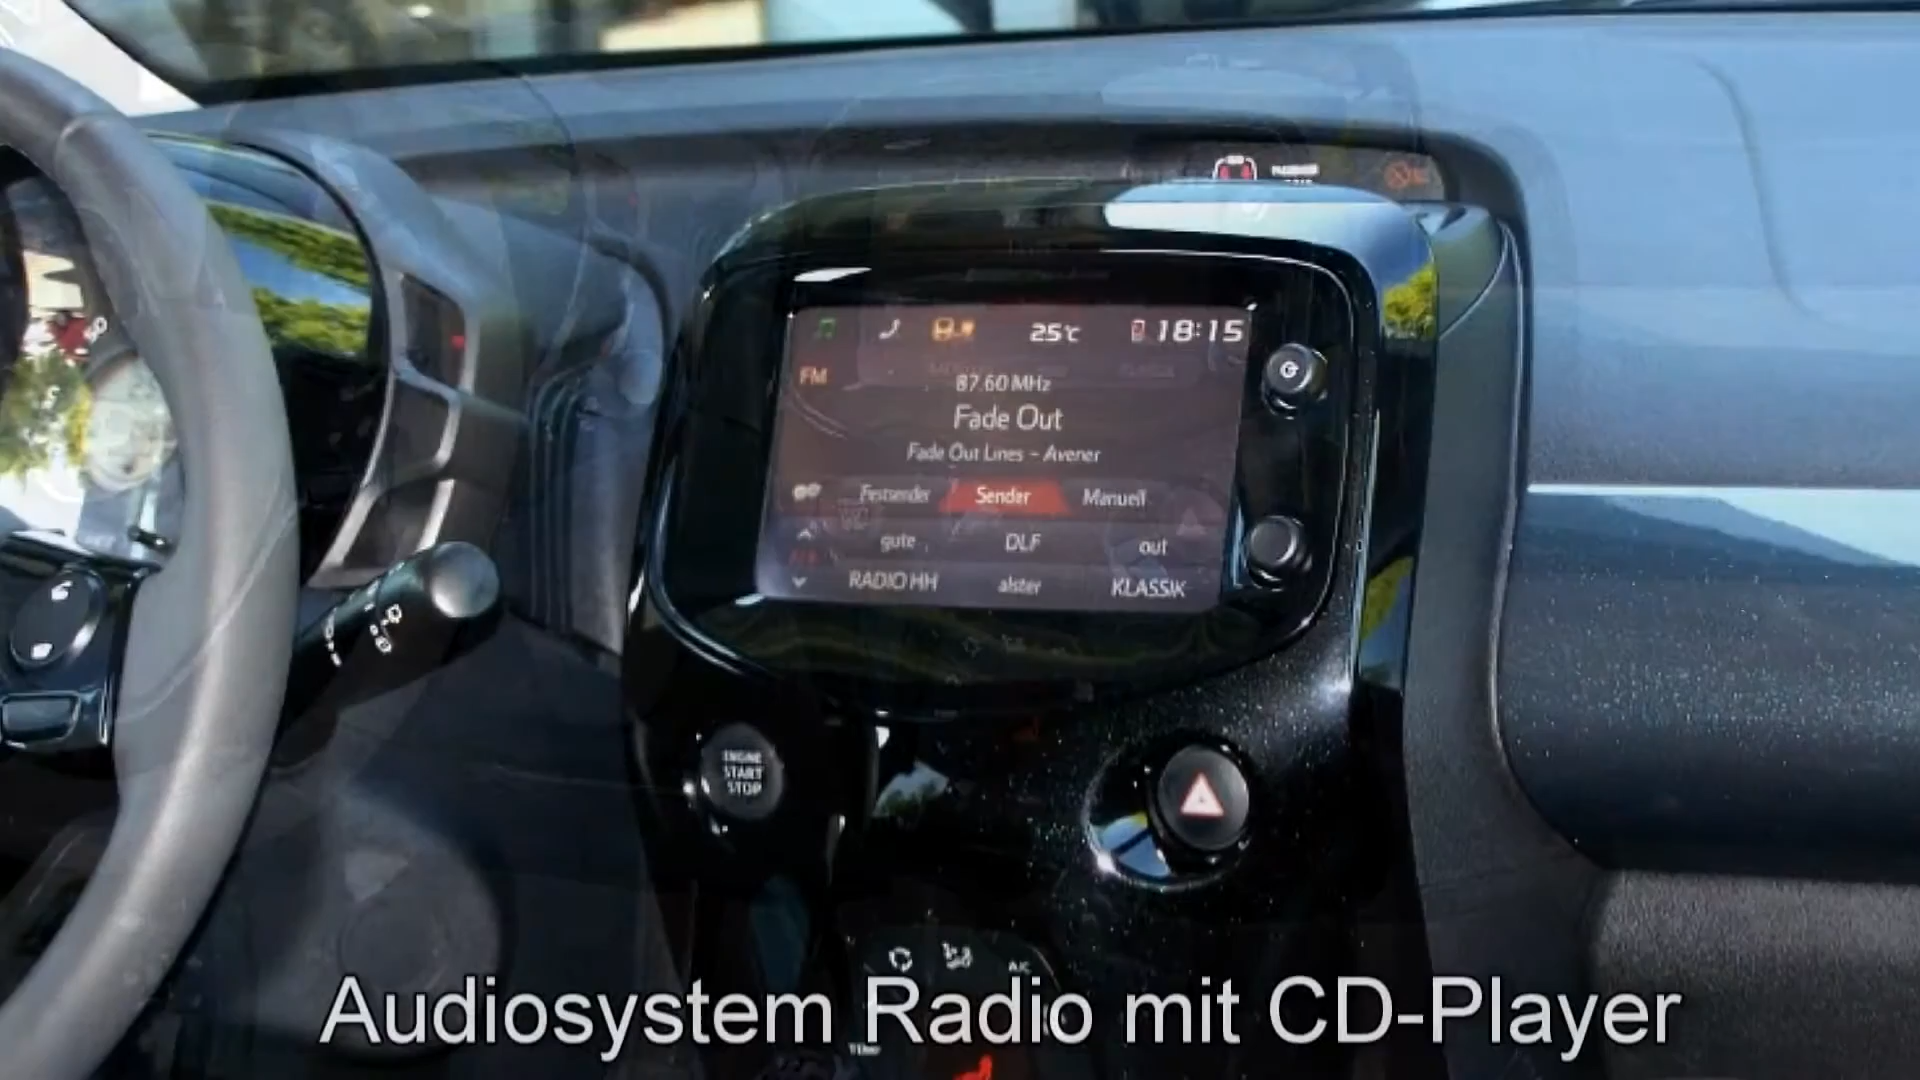 25°C
18:15
FM
87.60 MHz
Fade Out
Fade Out Lines - Avener
Festsender Sender Manuell
gute DLF out
RADIO HH alster KLASSIK
ENGINE
START
STOP
A/C
Audiosystem Radio mit CD-Player